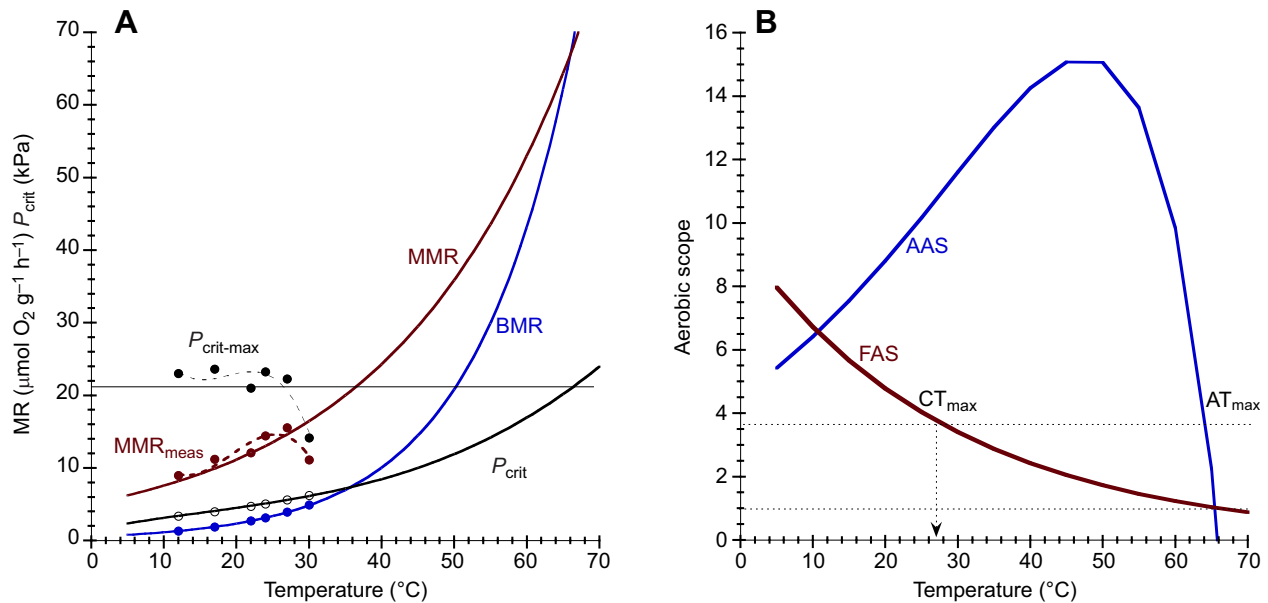 A
MR (μmol O2 g–1 h–1) Pcrit (kPa)
70
60
50
40
30
20
10
0
MMR
BMR
Pcrit-max
MMRmeas
Pcrit
0 10 20 30 40 50 60 70
Temperature (°C)
B
Aerobic scope
16
14
12
10
8
6
4
2
0
AAS
FAS
CTmax
ATmax
0 10 20 30 40 50 60 70
Temperature (°C)